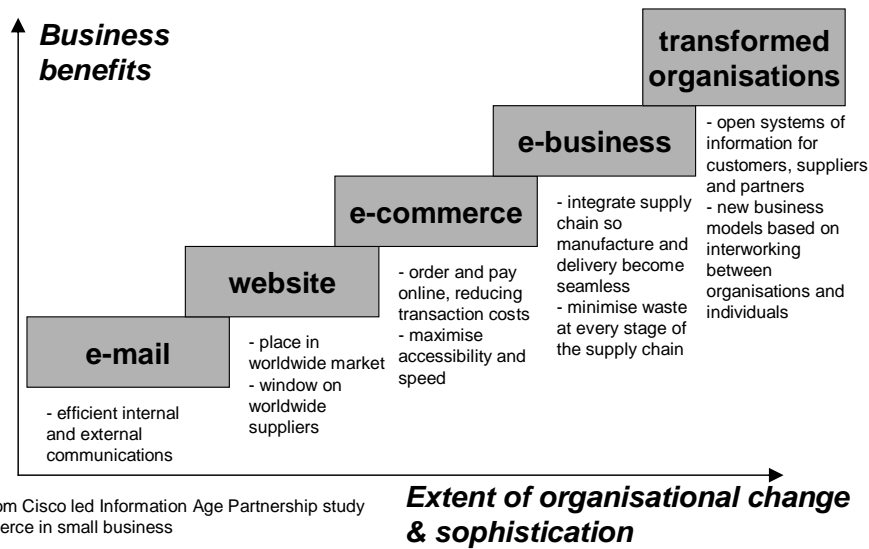 Business
benefits
transformed
organisations
- open systems of
information for
customers, suppliers
and partners
- new business
models based on
interworking
between
organisations and
individuals
e-business
- integrate supply
chain so
manufacture and
delivery become
seamless
- minimise waste
at every stage of
the supply chain
e-commerce
- order and pay
online, reducing
transaction costs
- maximise
accessibility and
speed
website
- place in
worldwide market
- window on
worldwide
suppliers
e-mail
- efficient internal
and external
communications
Extent of organisational change
& sophistication
Cisco led Information Age Partnership study
in small business